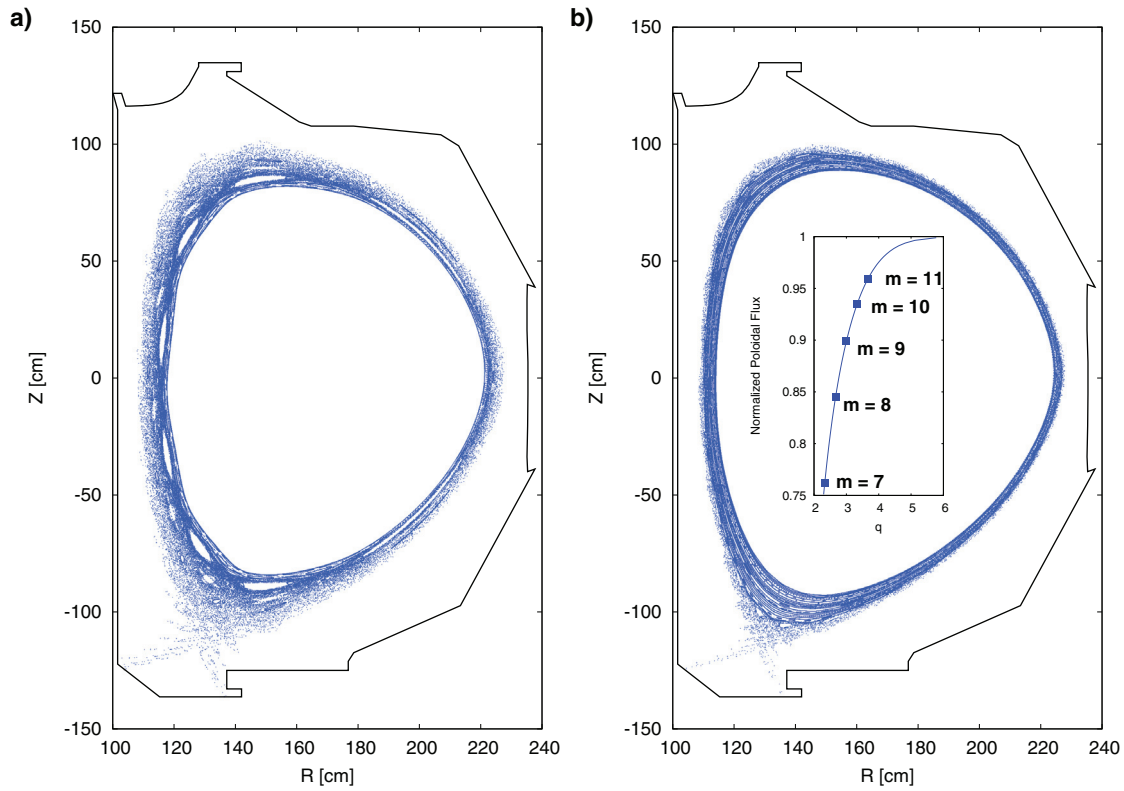 a)
150
100
50
0
-50
-100
-150
Z [cm]
100 120 140 160 180 200 220 240
R [cm]
b)
150
100
50
0
-50
-100
-150
Z [cm]
100 120 140 160 180 200 220 240
R [cm]
1
0.95
0.9
0.85
0.8
0.75
Normalized Poloidal Flux
m = 11
m = 10
m = 9
m = 8
m = 7
2 3 4 5 6
q